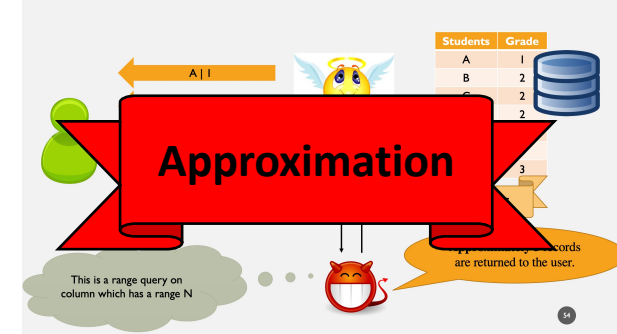 Students Grade
A | 1
A 1
B 2
2
2
Approximation
3
records
are returned to the user.
This is a range query on
column which has a range N
54